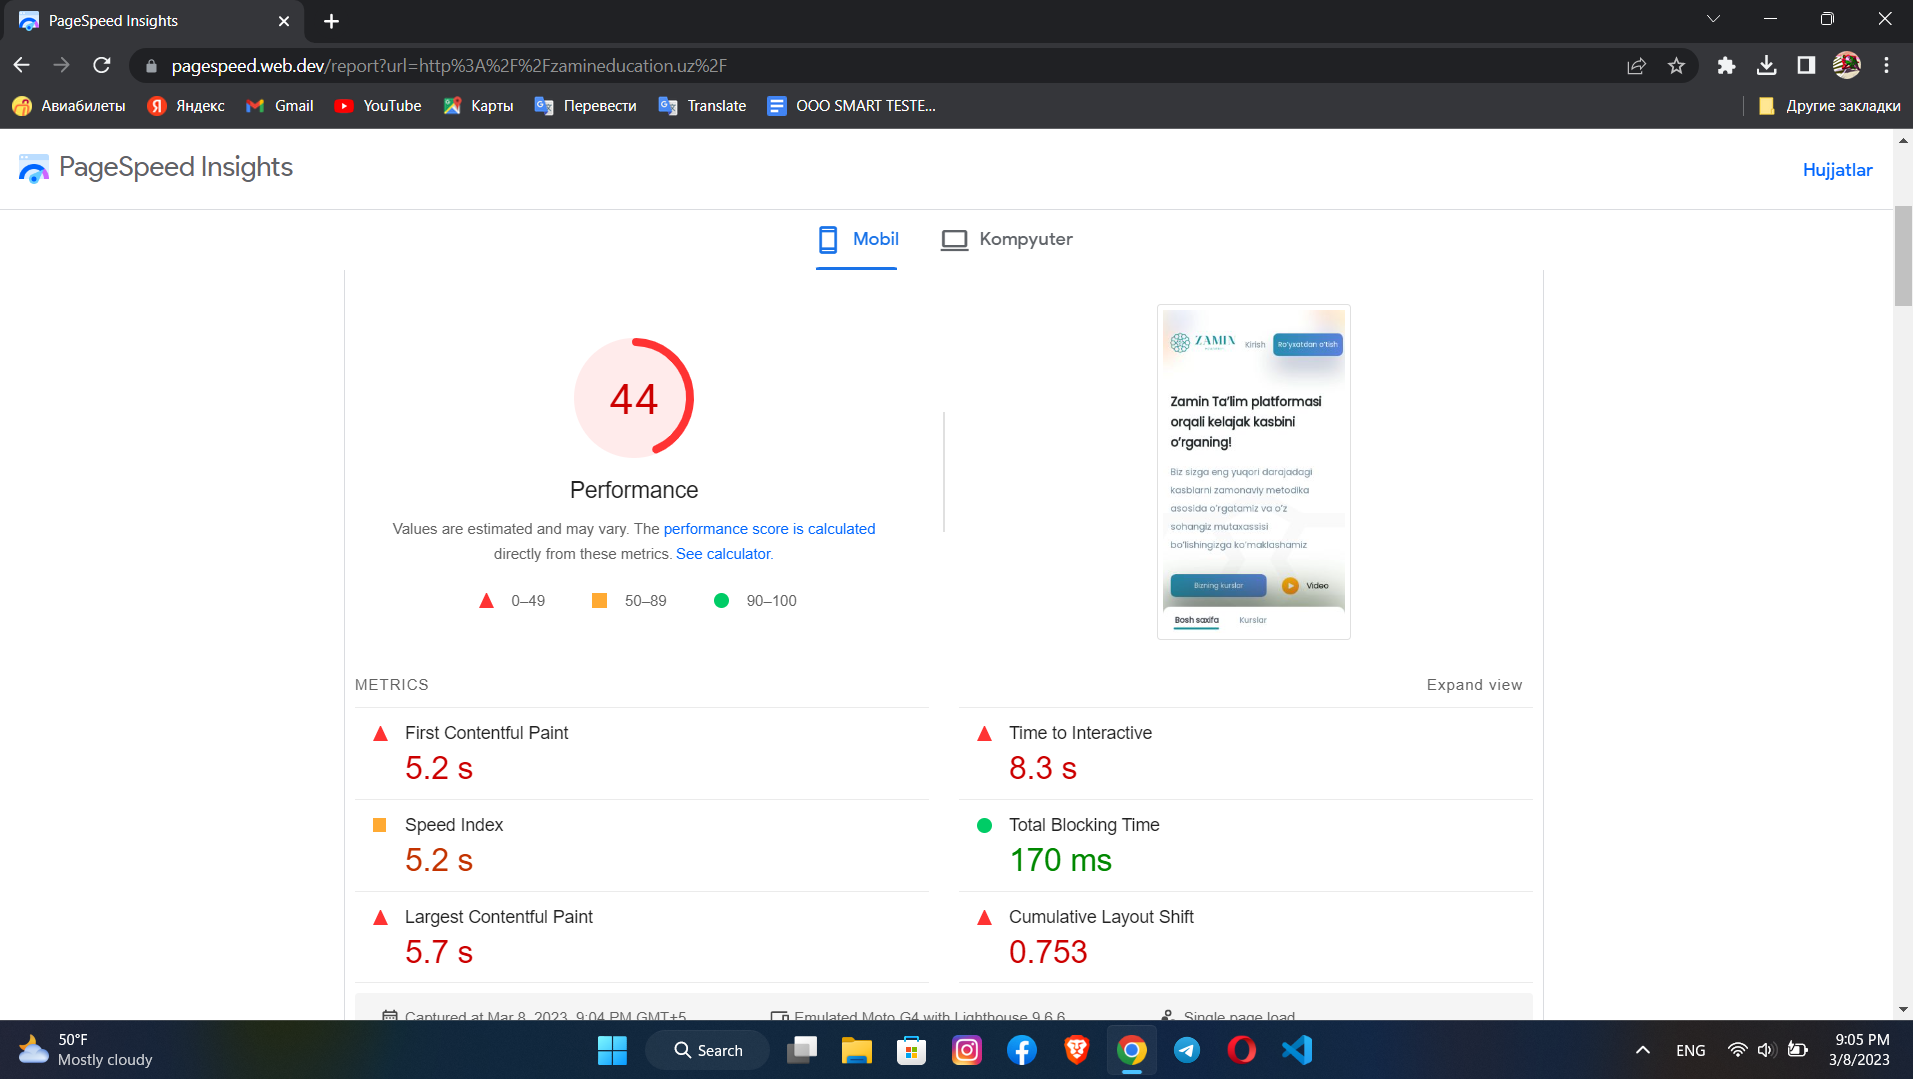 PageSpeed Insights
pagespeed.web.dev/report?url=http%3A%2F%2Fzamineducation.uz%2F
Авиабилеты Яндекс Gmail YouTube Карты Перевести Translate ООО SMART TESTE... Другие закладки
PageSpeed Insights
Hujjatlar
Mobil Kompyuter
44
Performance
Values are estimated and may vary. The performance score is calculated
directly from these metrics. See calculator.
0–49 50–89 90–100
ZAMIN Kirish Ro'yxatdan o'tish
Zamin Ta'lim platformasi
orqali kelajak kasbini
o'rganing!
Biz sizga eng yuqori darajadagi
kasblarni zamonaviy metodika
asosida o'rgatamiz va o'z
sohangiz mutaxassisi
bo'lishingizga ko'maklashamiz
Bizning kurslar Video
Bosh saxifa Kurslar
METRICS Expand view
First Contentful Paint
5.2 s
Time to Interactive
8.3 s
Speed Index
5.2 s
Total Blocking Time
170 ms
Largest Contentful Paint
5.7 s
Cumulative Layout Shift
0.753
Captured at Mar 8, 2023, 9:04 PM GMT+5 Emulated Moto G4 with Lighthouse 9.6.6 Single page load
50°F
Mostly cloudy
Search
ENG
9:05 PM
3/8/2023